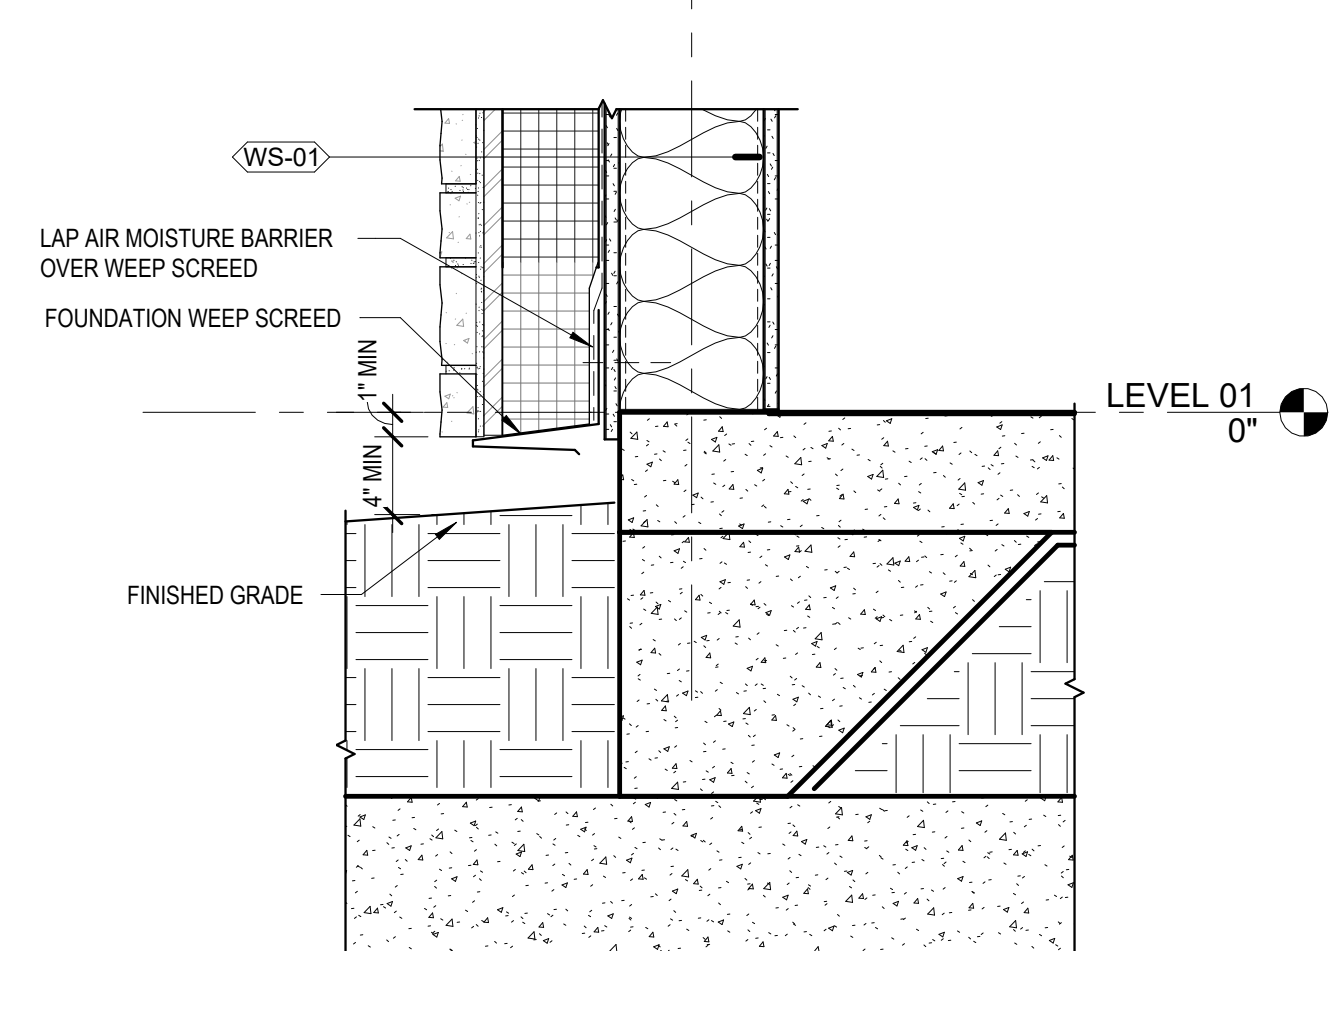 WS-01
LAP AIR MOISTURE BARRIER
OVER WEEP SCREED
FOUNDATION WEEP SCREED
1" MIN
LEVEL 01
0"
4" MIN
FINISHED GRADE